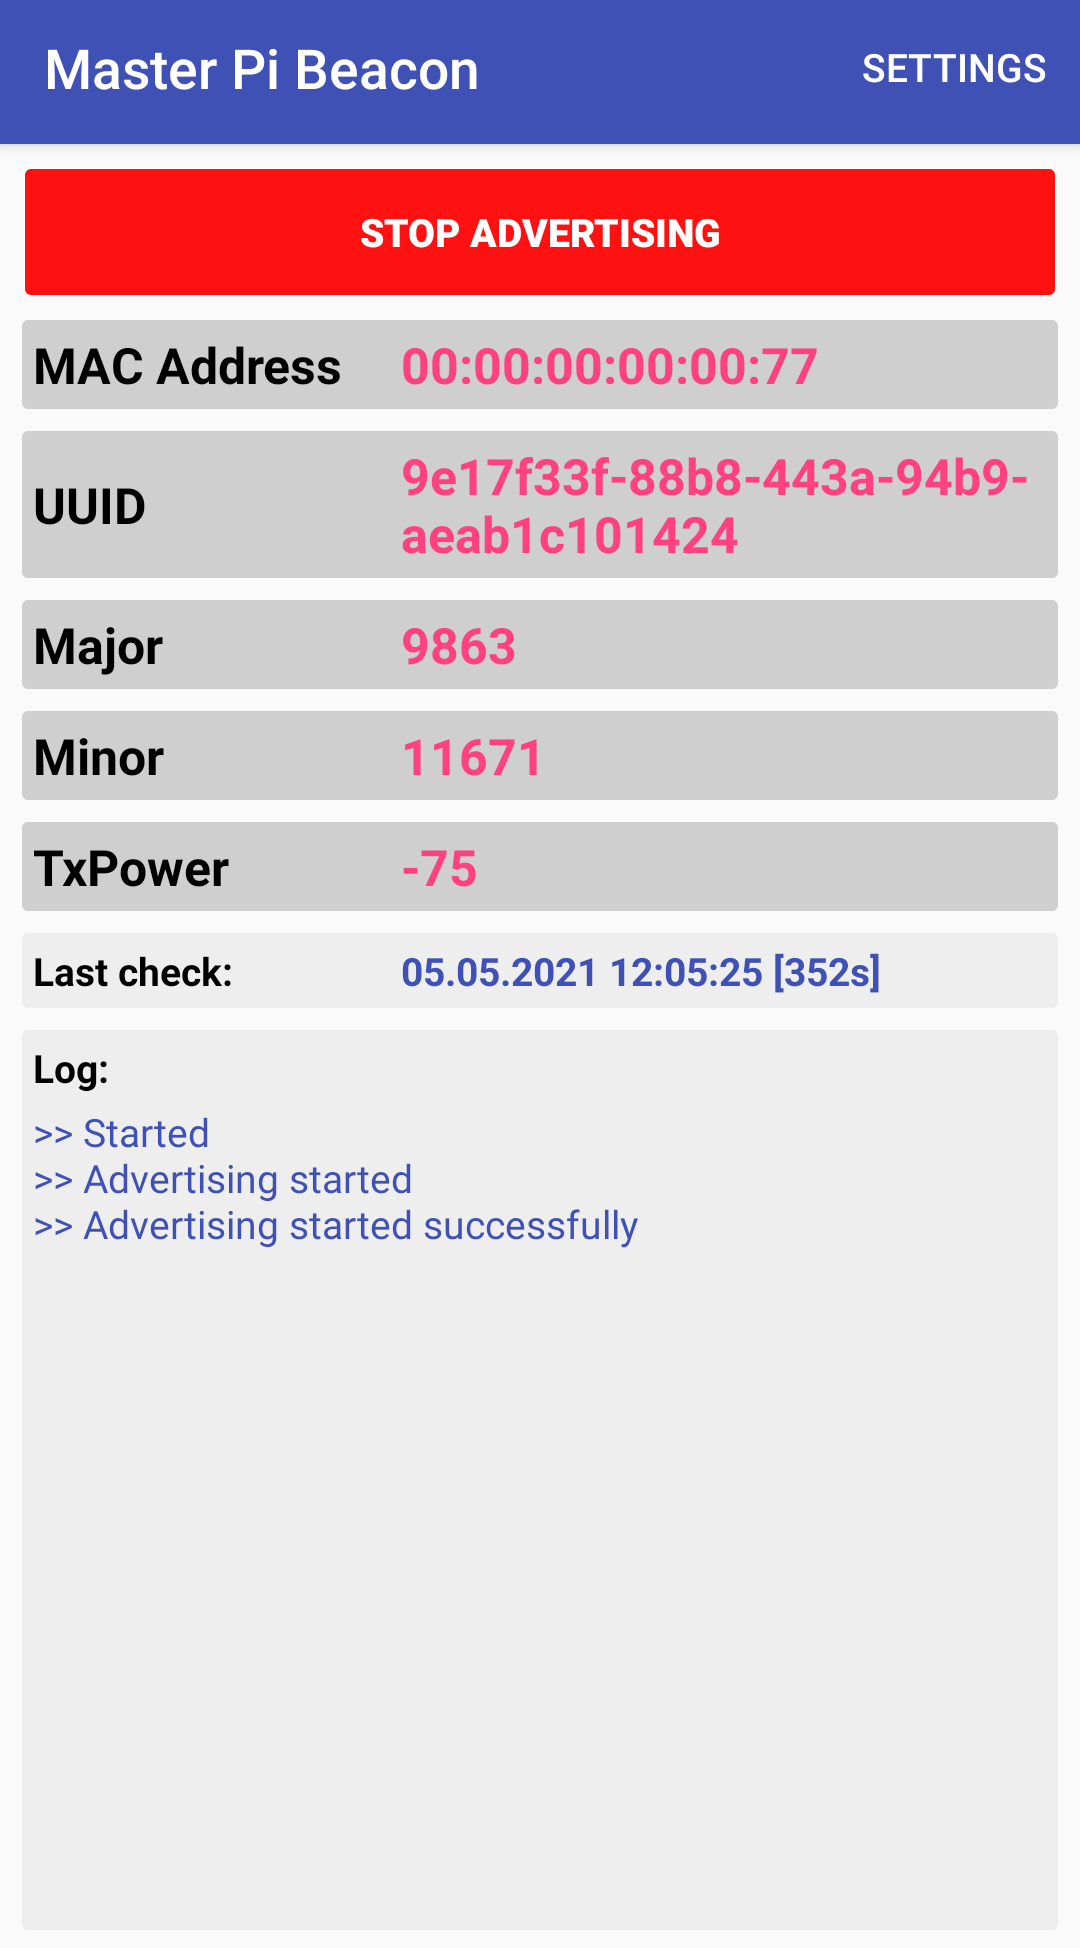 Master Pi Beacon
SETTINGS
STOP ADVERTISING
MAC Address 00:00:00:00:00:77
UUID 9e17f33f-88b8-443a-94b9-
aeab1c101424
Major 9863
Minor 11671
TxPower -75
Last check: 05.05.2021 12:05:25 [352s]
Log:
>> Started
>> Advertising started
>> Advertising started successfully